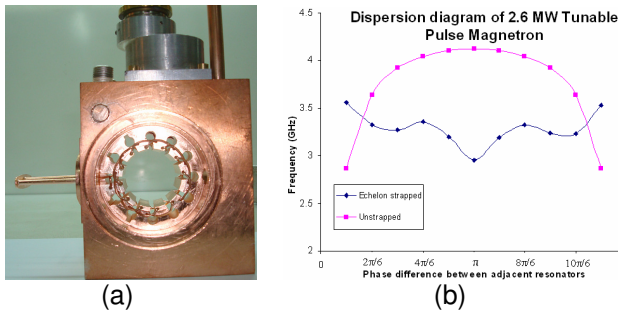 Dispersion diagram of 2.6 MW Tunable
Pulse Magnetron
4.5
4
3.5
3
2.5
2
Frequency (GHz)
Echelon strapped
Unstrapped
0
2π/6
4π/6
π
8π/6
10π/6
Phase difference between adjacent resonators
(a)
(b)